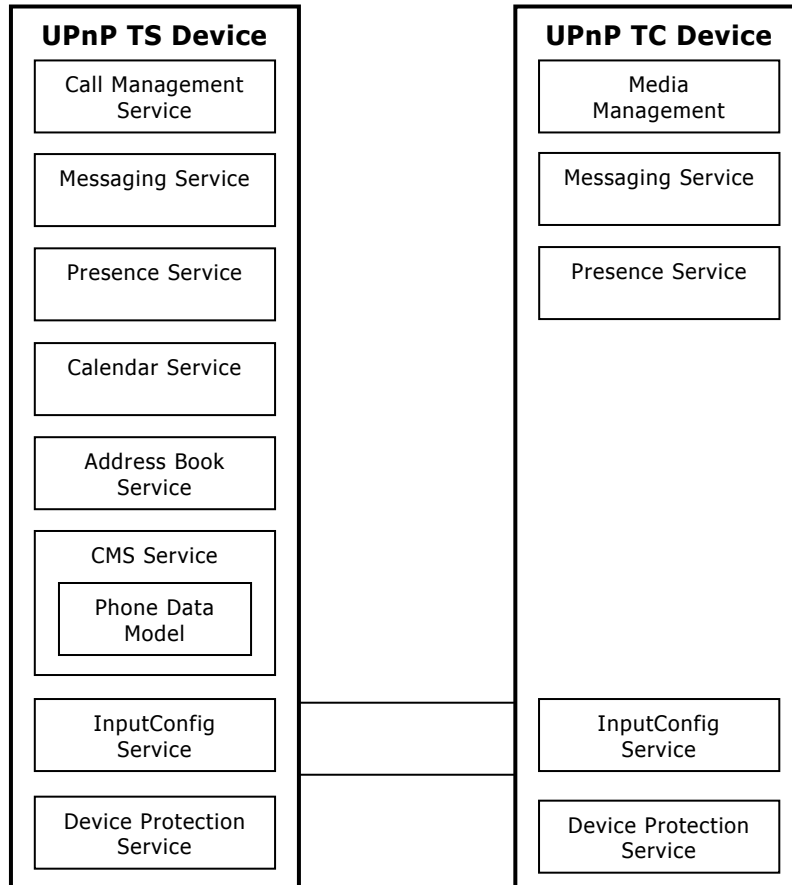 UPnP TS Device
Call Management
Service
Messaging Service
Presence Service
Calendar Service
Address Book
Service
CMS Service
Phone Data
Model
InputConfig
Service
Device Protection
Service
UPnP TC Device
Media
Management
Messaging Service
Presence Service
InputConfig
Service
Device Protection
Service